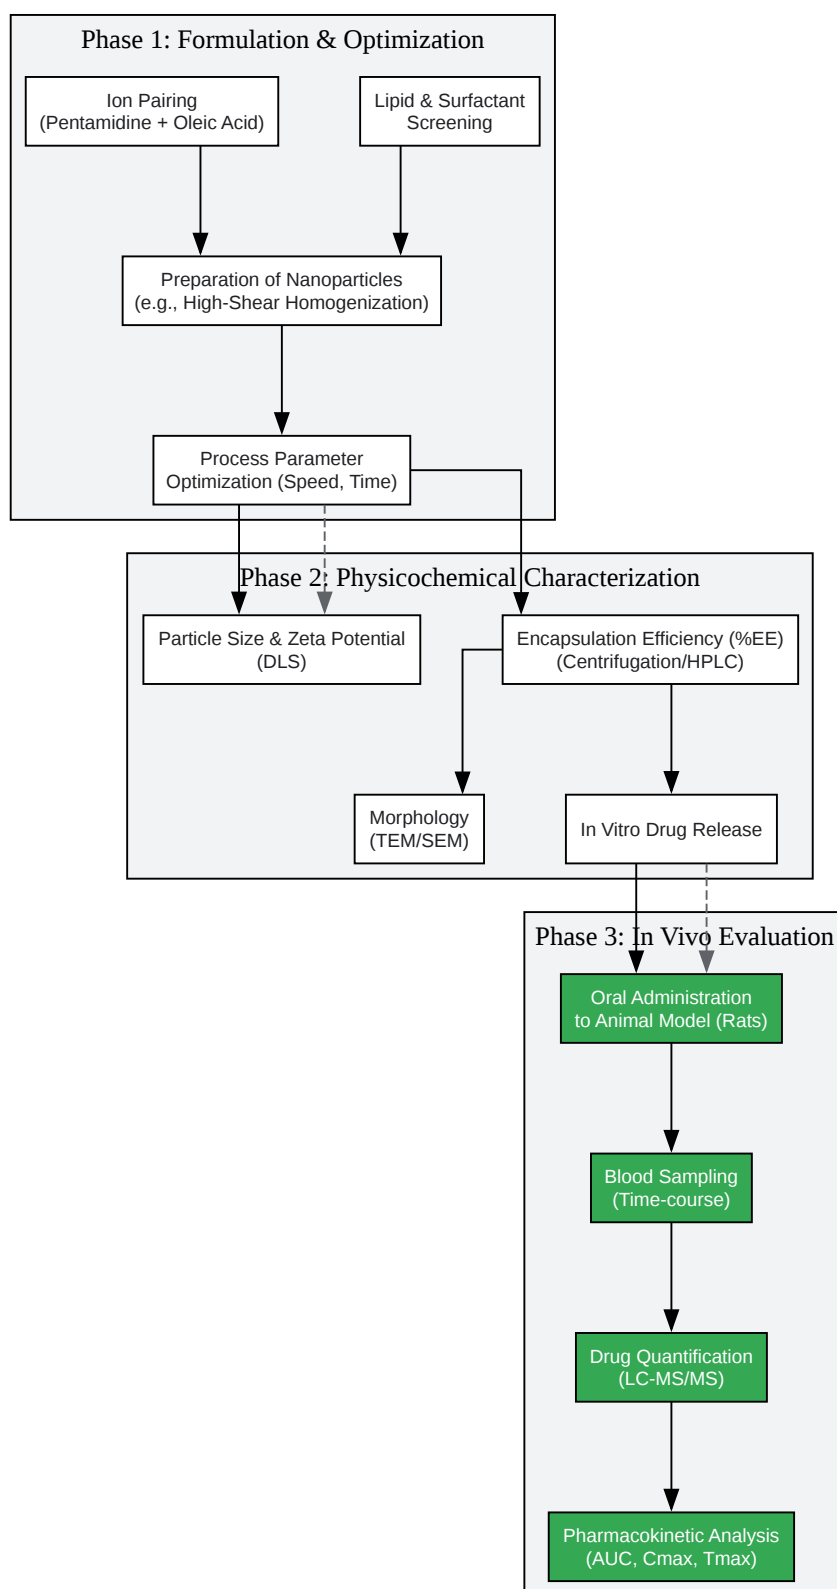 Phase 1: Formulation & Optimization
Ion Pairing
(Pentamidine + Oleic Acid)
Lipid & Surfactant
Screening
Preparation of Nanoparticles
(e.g., High-Shear Homogenization)
Process Parameter
Optimization (Speed, Time)
Phase 2: Physicochemical Characterization
Particle Size & Zeta Potential
(DLS)
Encapsulation Efficiency (%EE)
(Centrifugation/HPLC)
Morphology
(TEM/SEM)
In Vitro Drug Release
Phase 3: In Vivo Evaluation
Oral Administration
to Animal Model (Rats)
Blood Sampling
(Time-course)
Drug Quantification
(LC-MS/MS)
Pharmacokinetic Analysis
(AUC, Cmax, Tmax)